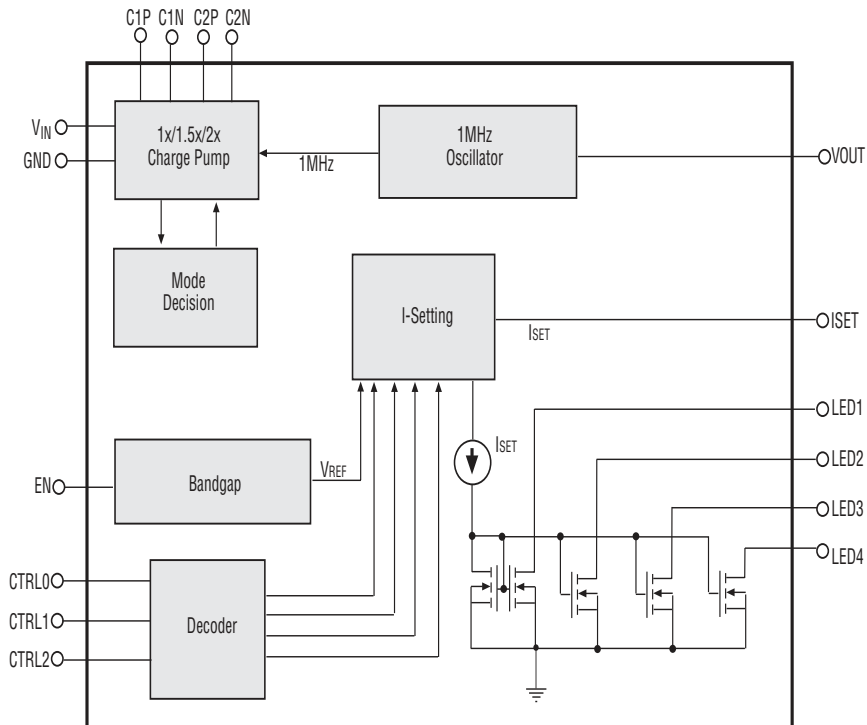 C1P C1N C2P C2N
VIN
GND
1x/1.5x/2x
Charge Pump
1MHz
1MHz
Oscillator
VOUT
Mode
Decision
I-Setting
ISET
ISET
LED1
ISET
LED2
EN
Bandgap
VREF
LED3
LED4
CTRL0
CTRL1
CTRL2
Decoder